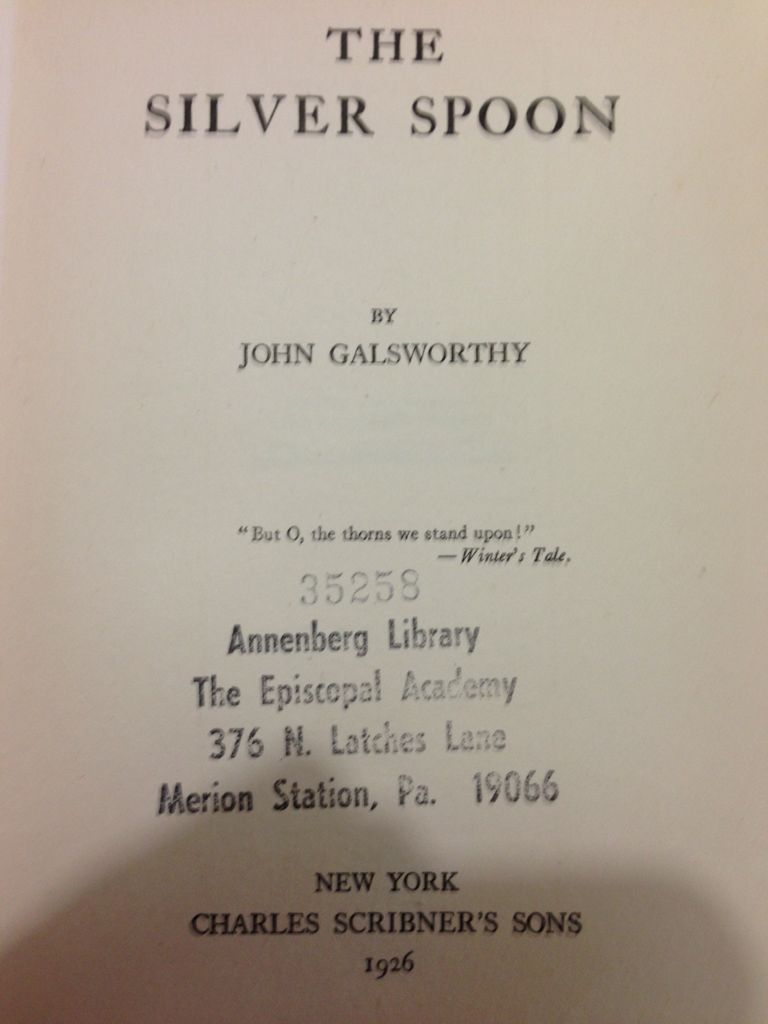 THE
SILVER SPOON
BY
JOHN GALSWORTHY
“But O, the thorns we stand upon!”
— Winter's Tale.
35258
Annenberg Library
The Episcopal Academy
376 N. Latches Lane
Merion Station, Pa. 19066
NEW YORK
CHARLES SCRIBNER'S SONS
1926